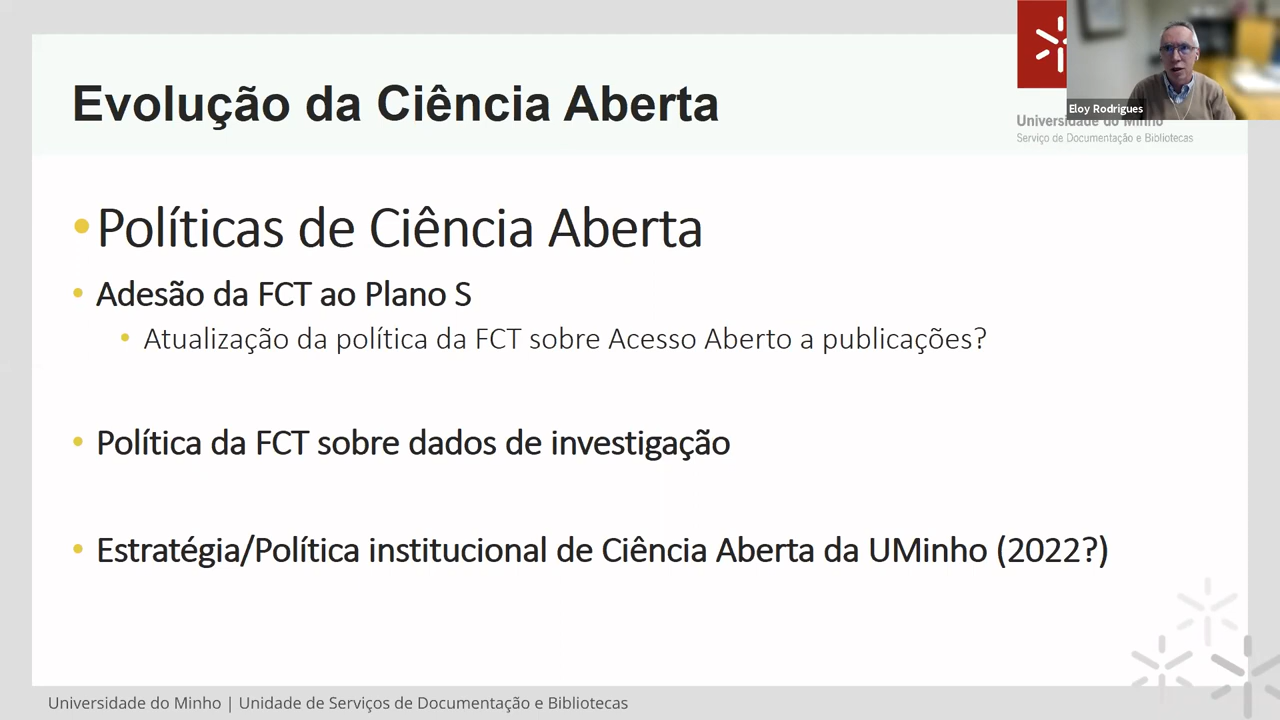 Evolução da Ciência Aberta
Eloy Rodrigues
Universidade do Minho
Serviço de Documentação e Bibliotecas
•Políticas de Ciência Aberta
• Adesão da FCT ao Plano S
• Atualização da política da FCT sobre Acesso Aberto a publicações?
• Política da FCT sobre dados de investigação
• Estratégia/Política institucional de Ciência Aberta da UMinho (2022?)
Universidade do Minho | Unidade de Serviços de Documentação e Bibliotecas